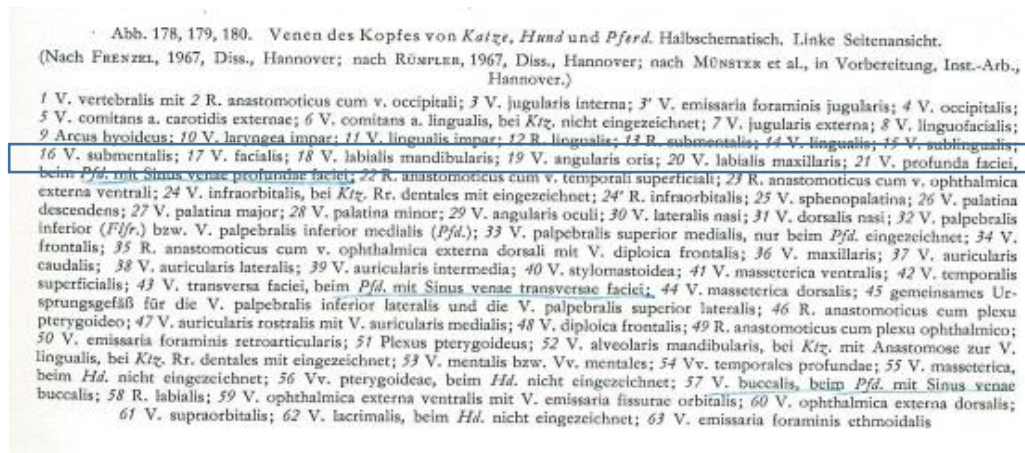 Abb. 178, 179, 180. Venen des Kopfes von Katze, Hund und Pferd. Halbschematisch. Linke Seitenansicht.
(Nach FRENZEL, 1967, Diss., Hannover; nach RÜMPLER, 1967, Diss., Hannover; nach MÜNSTER et al., in Vorbereitung, Inst.-Arb.,
Hannover.)
1 V. vertebralis mit 2 R. anastomoticus cum v. occipitali; 3 V. jugularis interna; 3' V. emissaria foraminis jugularis; 4 V. occipitalis;
5 V. comitans a. carotidis externae; 6 V. comitans a. lingualis, bei Ktz. nicht eingezeichnet; 7 V. jugularis externa; 8 V. linguofacialis;
9 Arcus hyoideus; 10 V. laryngea impar; 11 V. lingualis impar; 12 R. lingualis; 13 R. submentalis; 14 V. lingualis; 15 V. sublingualis;
16 V. submentalis; 17 V. facialis; 18 V. labialis mandibularis; 19 V. angularis oris; 20 V. labialis maxillaris; 21 V. profunda faciei,
beim Pfd. mit Sinus venae profundae faciei; 22 R. anastomoticus cum v. temporali superficiali; 23 R. anastomoticus cum v. ophthalmica
externa ventrali; 24 V. infraorbitalis, bei Ktz. Rr. dentales mit eingezeichnet; 24' R. infraorbitalis; 25 V. sphenopalatina; 26 V. palatina
descendens; 27 V. palatina major; 28 V. palatina minor; 29 V. angularis oculi; 30 V. lateralis nasi; 31 V. dorsalis nasi; 32 V. palpebralis
inferior (Flfr.) bzw. V. palpebralis inferior medialis (Pfd.); 33 V. palpebralis superior medialis, nur beim Pfd. eingezeichnet; 34 V.
frontalis; 35 R. anastomoticus cum v. ophthalmica externa dorsali mit V. diploica frontalis; 36 V. maxillaris; 37 V. auricularis
caudalis; 38 V. auricularis lateralis; 39 V. auricularis intermedia; 40 V. stylomastoidea; 41 V. masseterica ventralis; 42 V. temporalis
superficialis; 43 V. transversa faciei, beim Pfd. mit Sinus venae transversae faciei; 44 V. masseterica dorsalis; 45 gemeinsames Ur-
sprungsgefäß für die V. palpebralis inferior lateralis und die V. palpebralis superior lateralis; 46 R. anastomoticus cum plexu
pterygoideo; 47 V. auricularis rostralis mit V. auricularis medialis; 48 V. diploica frontalis; 49 R. anastomoticus cum plexu ophthalmico;
50 V. emissaria foraminis retroarticularis; 51 Plexus pterygoideus; 52 V. alveolaris mandibularis, bei Ktz. mit Anastomose zur V.
lingualis, bei Ktz. Rr. dentales mit eingezeichnet; 53 V. mentalis bzw. Vv. mentales; 54 Vv. temporales profundae; 55 V. masseterica,
beim Hd. nicht eingezeichnet; 56 Vv. pterygoideae, beim Hd. nicht eingezeichnet; 57 V. buccalis, beim Pfd. mit Sinus venae
buccalis; 58 R. labialis; 59 V. ophthalmica externa ventralis mit V. emissaria fissurae orbitalis; 60 V. ophthalmica externa dorsalis;
61 V. supraorbitalis; 62 V. lacrimalis, beim Hd. nicht eingezeichnet; 63 V. emissaria foraminis ethmoidalis